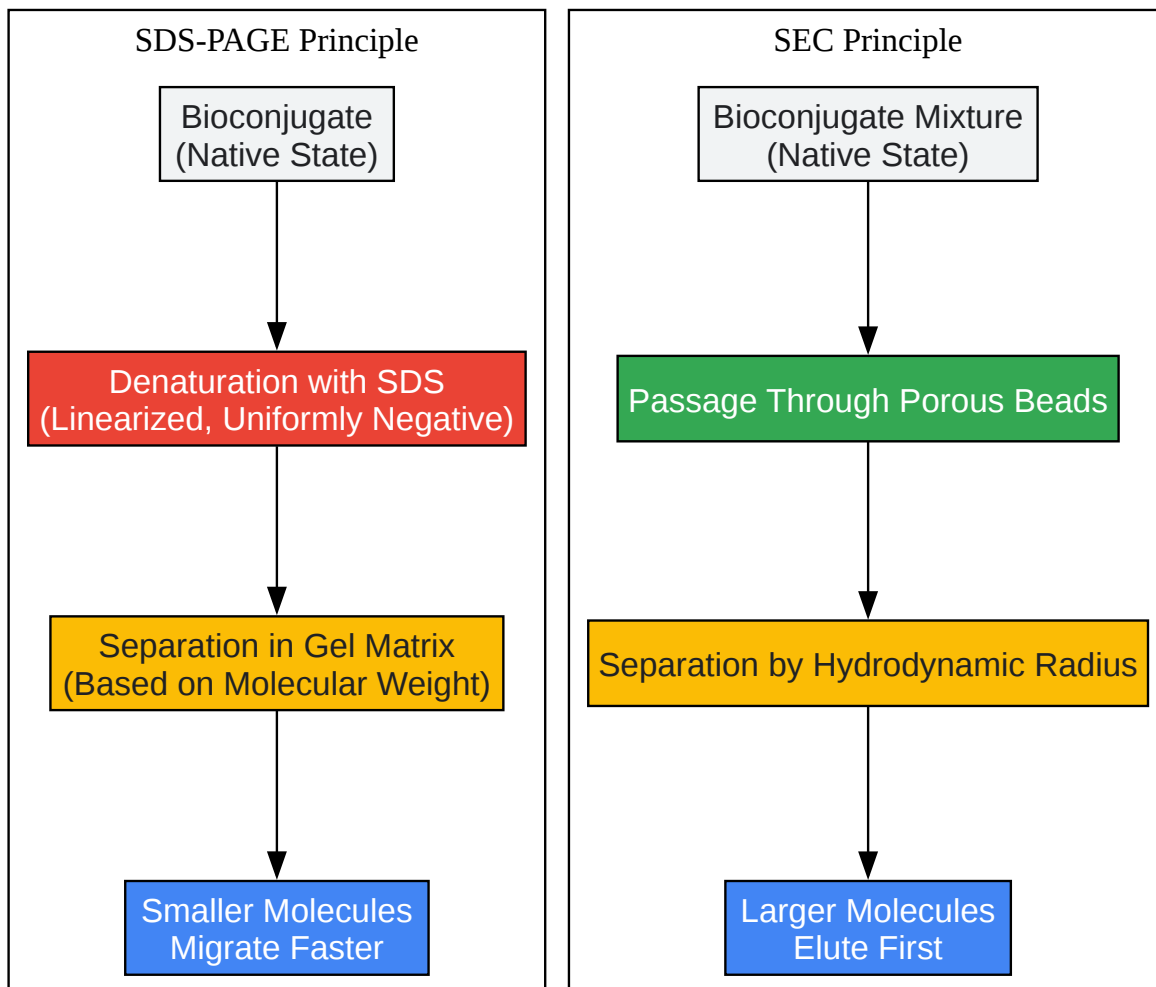 SDS-PAGE Principle
Bioconjugate
(Native State)
Denaturation with SDS
(Linearized, Uniformly Negative)
Separation in Gel Matrix
(Based on Molecular Weight)
Smaller Molecules
Migrate Faster
SEC Principle
Bioconjugate Mixture
(Native State)
Passage Through Porous Beads
Separation by Hydrodynamic Radius
Larger Molecules
Elute First